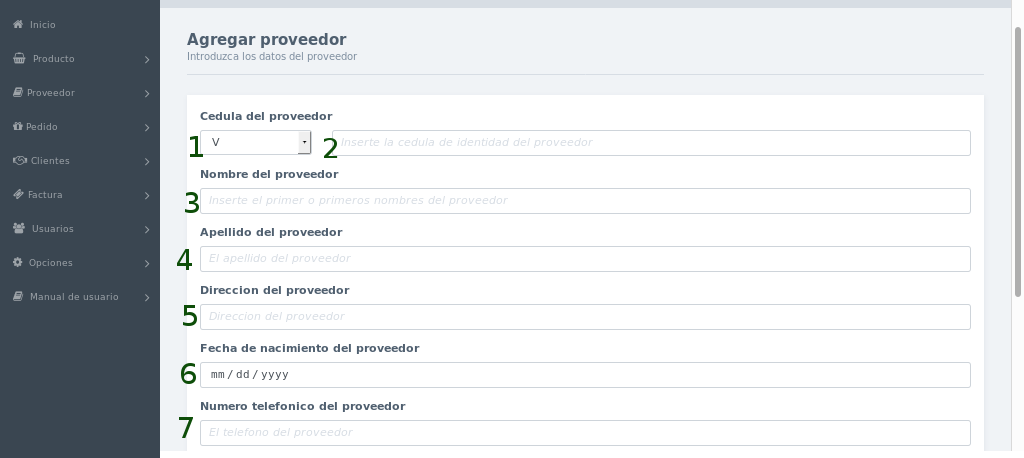 Inicio
Producto
Proveedor
Pedido
Clientes
Factura
Usuarios
Opciones
Manual de usuario
Agregar proveedor
Introduzca los datos del proveedor
Cedula del proveedor
1 V 2 Inserte la cedula de identidad del proveedor
Nombre del proveedor
3 Inserte el primer o primeros nombres del proveedor
Apellido del proveedor
4 El apellido del proveedor
Direccion del proveedor
5 Direccion del proveedor
Fecha de nacimiento del proveedor
6 mm/dd/yyyy
Numero telefonico del proveedor
7 El telefono del proveedor